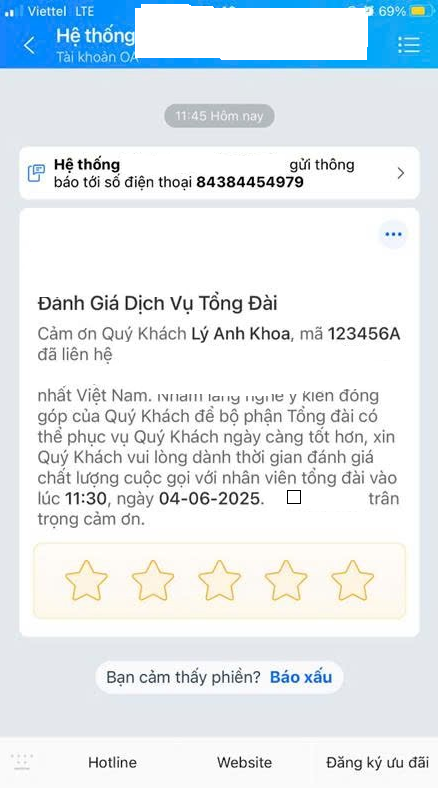 Viettel LTE 69%
Hệ thống
Tài khoản OA
11:45 Hôm nay
Hệ thống gửi thông
báo tới số điện thoại 84384454979
Đánh Giá Dịch Vụ Tổng Đài
Cảm ơn Quý Khách Lý Anh Khoa, mã 123456A
đã liên hệ
nhất Việt Nam. Nhằm lắng nghe ý kiến đóng
góp của Quý Khách để bộ phận Tổng đài có
thể phục vụ Quý Khách ngày càng tốt hơn, xin
Quý Khách vui lòng dành thời gian đánh giá
chất lượng cuộc gọi với nhân viên tổng đài vào
lúc 11:30, ngày 04-06-2025. trân
trọng cảm ơn.
Bạn cảm thấy phiền? Báo xấu
Hotline Website Đăng ký ưu đãi